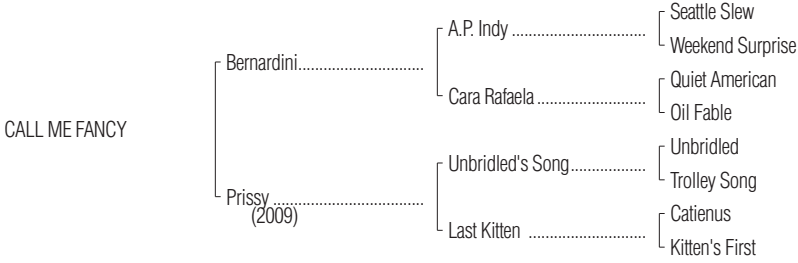 Seattle Slew
A.P. Indy
Weekend Surprise
Bernardini
Quiet American
Cara Rafaela
Oil Fable
CALL ME FANCY
Unbridled
Unbridled's Song
Trolley Song
Prissy
(2009)
Catienus
Last Kitten
Kitten's First